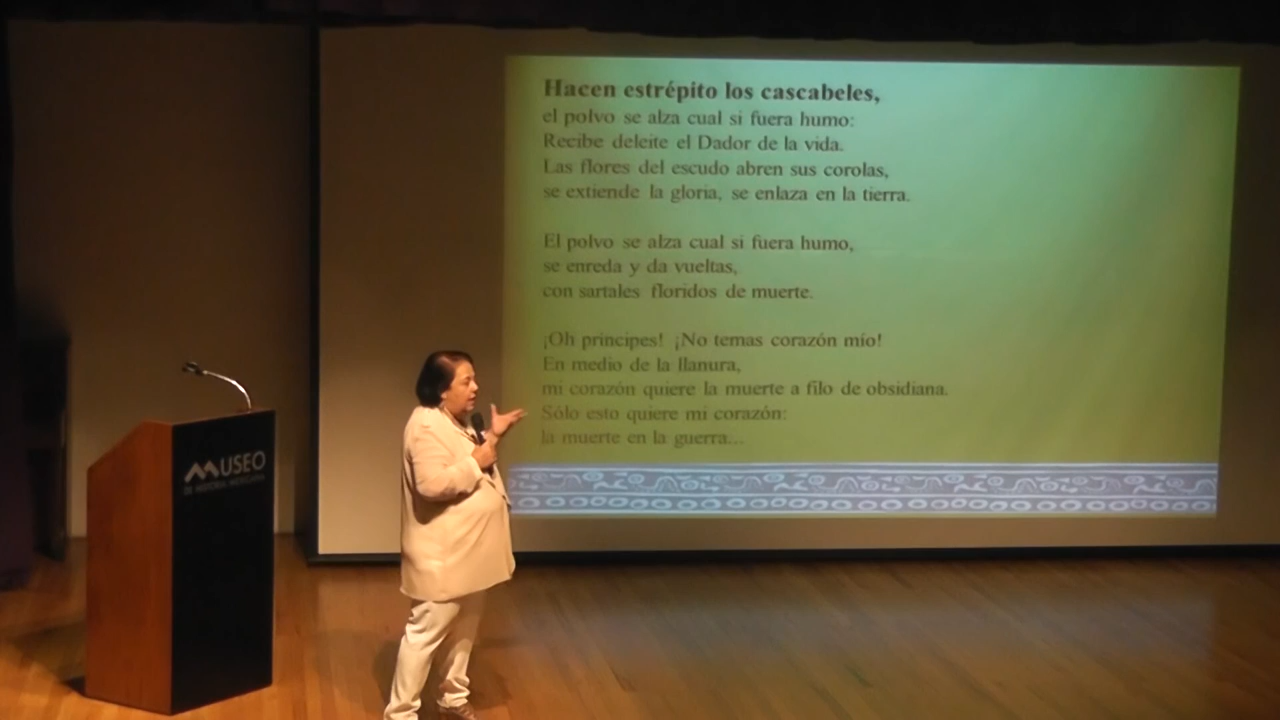 Hacen estrépito los cascabeles,
el polvo se alza cual si fuera humo:
Recibe deleite el Dador de la vida.
Las flores del escudo abren sus corolas,
se extiende la gloria, se enlaza en la tierra.
El polvo se alza cual si fuera humo,
se enreda y da vueltas,
con sartales floridos de muerte.
¡Oh principes! ¡No temas corazón mío!
En medio de la llanura,
mi corazón quiere la muerte a filo de obsidiana.
Sólo esto quiere mi corazón:
la muerte en la guerra...
MUSEO
DE HISTORIA MEXICANA